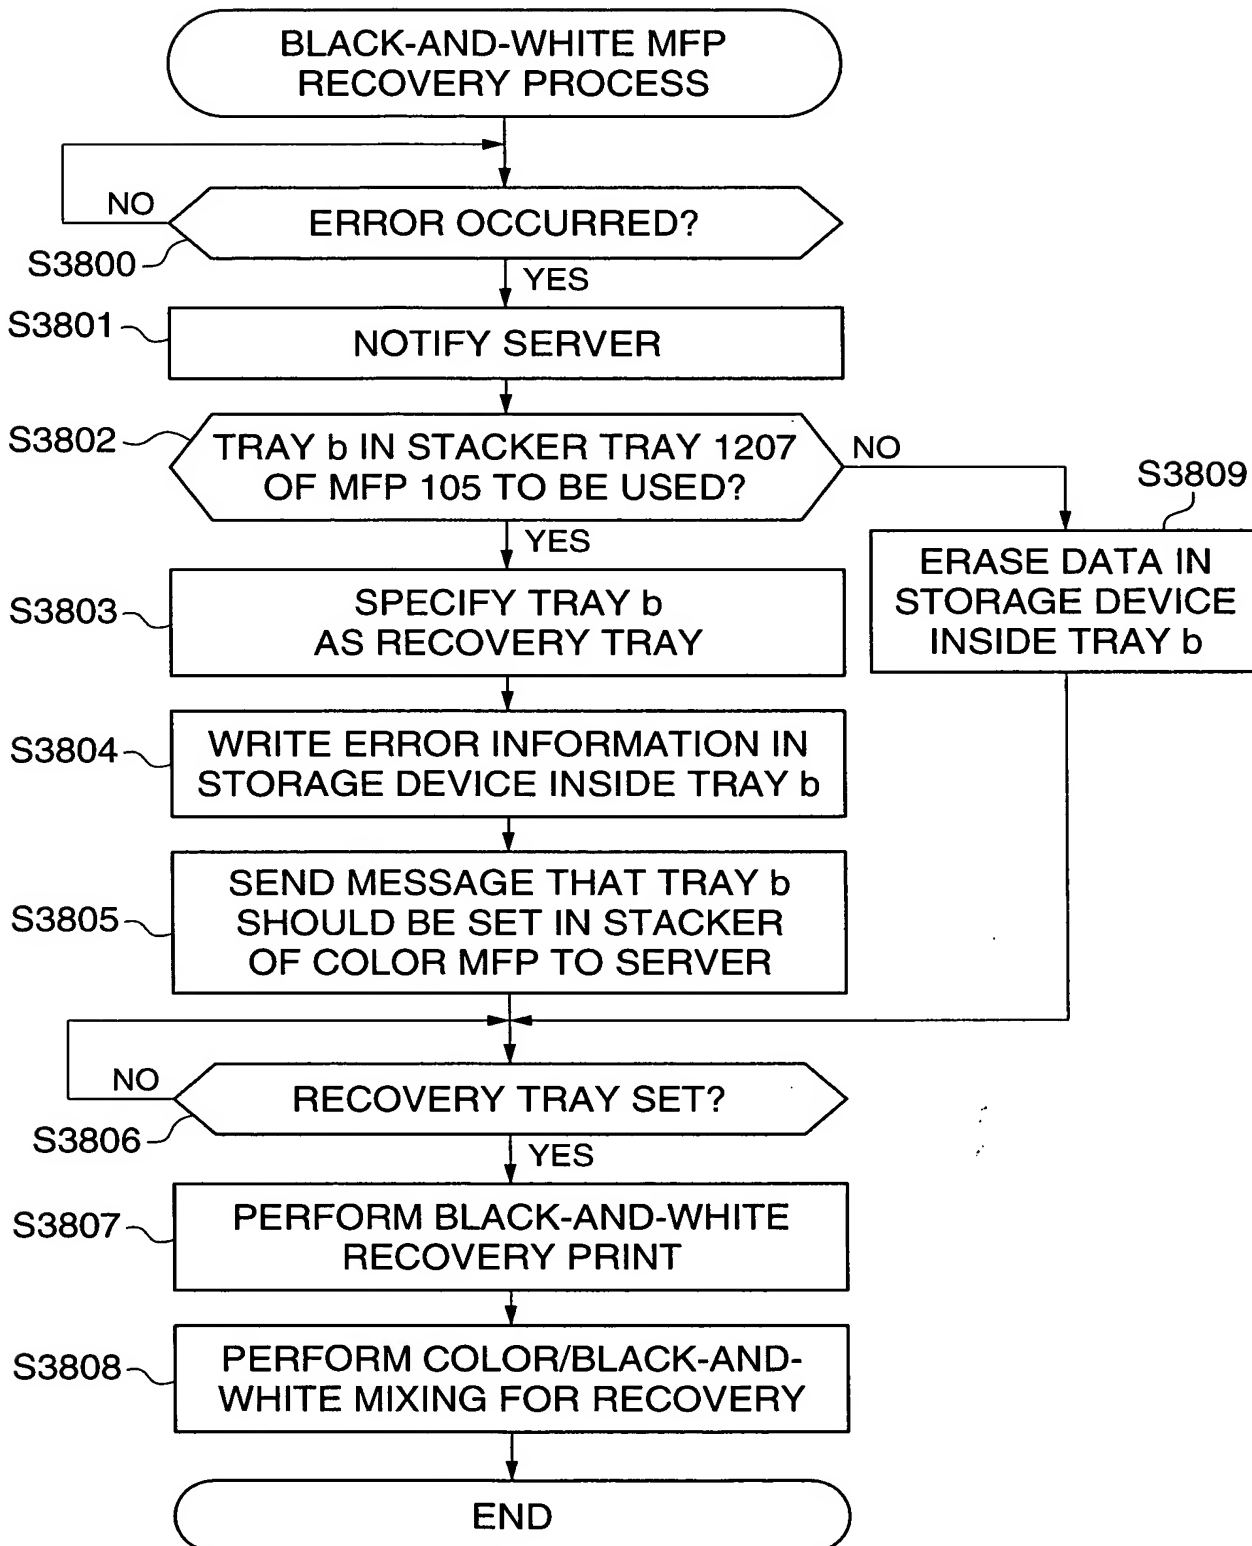 BLACK-AND-WHITE MFP
RECOVERY PROCESS
NO
ERROR OCCURRED?
S3800
YES
S3801
NOTIFY SERVER
S3802
TRAY b IN STACKER TRAY 1207
OF MFP 105 TO BE USED?
NO
S3809
YES
ERASE DATA IN
STORAGE DEVICE
INSIDE TRAY b
S3803
SPECIFY TRAY b
AS RECOVERY TRAY
S3804
WRITE ERROR INFORMATION IN
STORAGE DEVICE INSIDE TRAY b
S3805
SEND MESSAGE THAT TRAY b
SHOULD BE SET IN STACKER
OF COLOR MFP TO SERVER
NO
RECOVERY TRAY SET?
S3806
YES
S3807
PERFORM BLACK-AND-WHITE
RECOVERY PRINT
S3808
PERFORM COLOR/BLACK-AND-
WHITE MIXING FOR RECOVERY
END